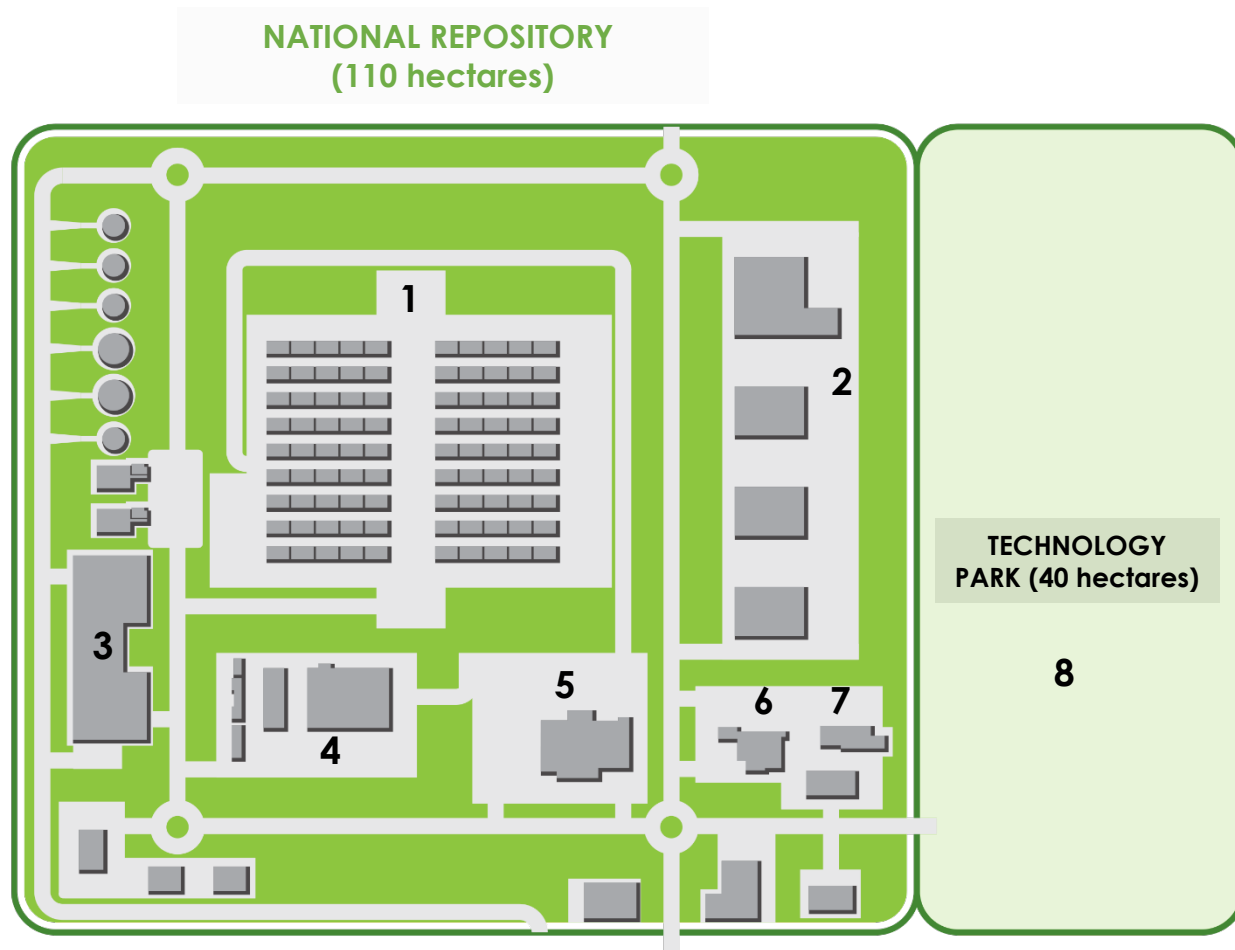 NATIONAL REPOSITORY
(110 hectares)
1
2
TECHNOLOGY
PARK (40 hectares)
3
8
5
6
7
4